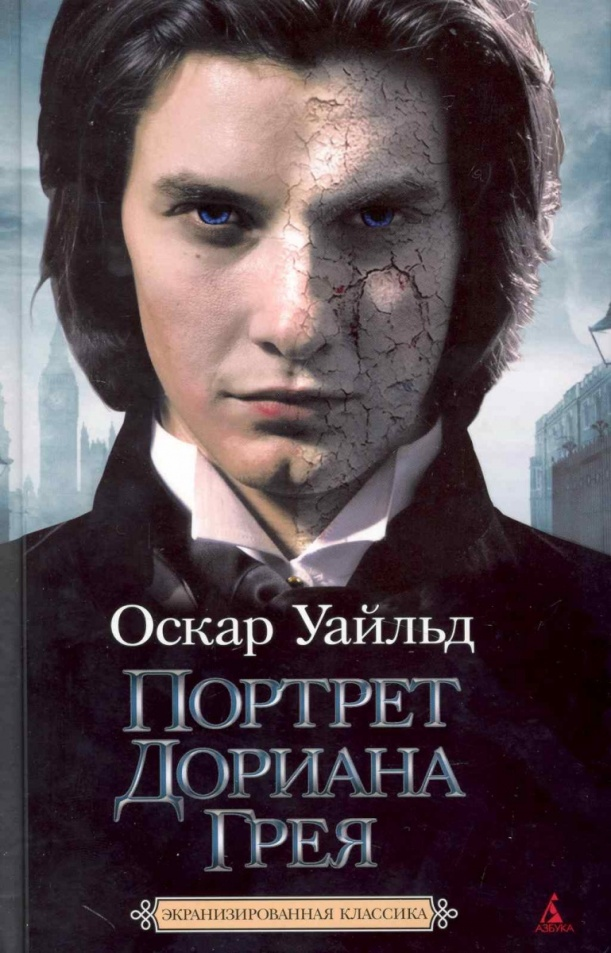 Оскар Уайльд
ПОРТРЕТ
ДОРИАНА
ГРЕЯ
ЭКРАНИЗИРОВАННАЯ КЛАССИКА
АЗБУКА